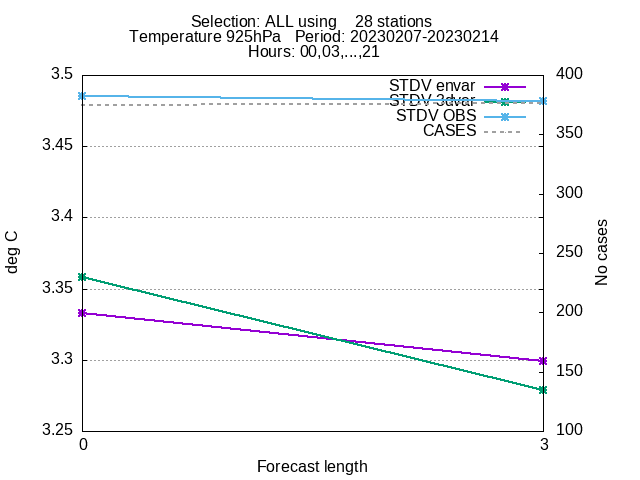 Selection: ALL using    28 stations
Temperature 925hPa   Period: 20230207-20230214
Hours: 00,03,...,21
3.5
3.45
3.4
3.35
3.3
3.25
400
350
300
250
200
150
100
STDV envar
STDV 3dvar
STDV OBS
CASES
deg C
No cases
0
3
Forecast length